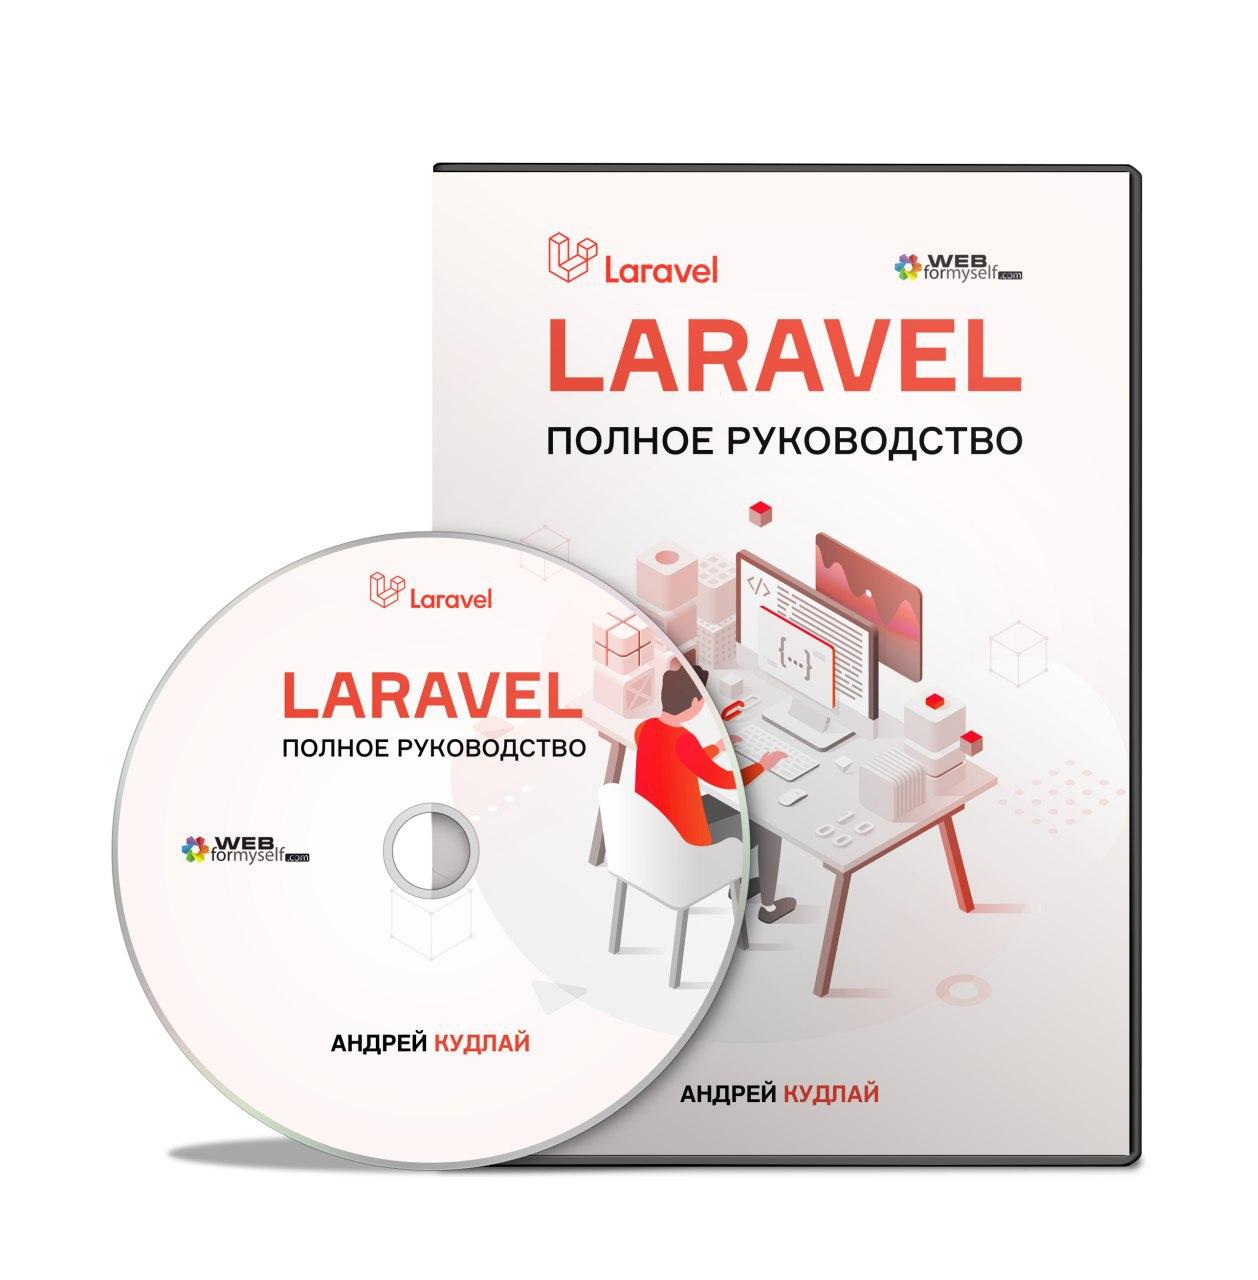 Laravel
WEB
formyself.com
LARAVEL
ПОЛНОЕ РУКОВОДСТВО
</>
{...}
АНДРЕЙ КУДЛАЙ
Laravel
LARAVEL
ПОЛНОЕ РУКОВОДСТВО
WEB
formyself.com
АНДРЕЙ КУДЛАЙ